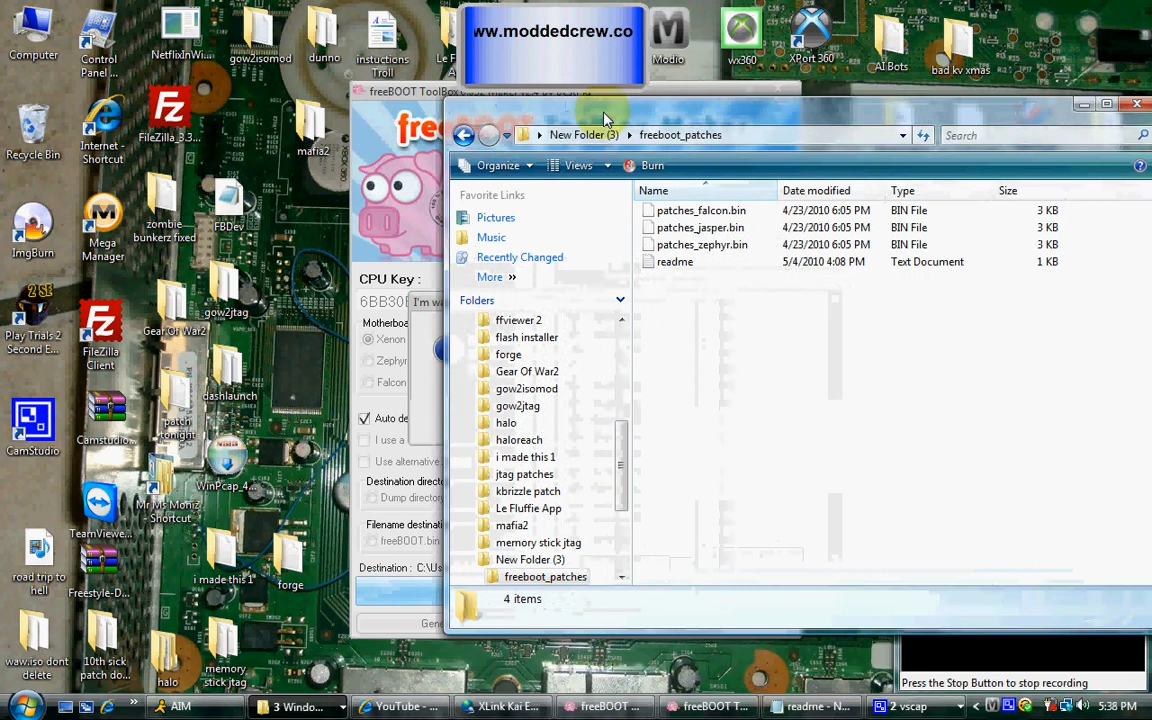 Computer
Control
Panel ...
NetflixInWi...
gow2isomod
dunno
instuctions
Troll
Le F
ww.moddedcrew.co
Modio
wx360
XPort 360
AI Bots
bad kv xmas
Recycle Bin
Internet -
Shortcut
FileZilla_3.3...
mafia2
freeBOOT ToolBox
New Folder (3)
freeboot_patches
Search
Organize
Views
Burn
Favorite Links
Pictures
Music
Recently Changed
More
Folders
ffviewer 2
flash installer
forge
Gear Of War2
gow2isomod
gow2jtag
halo
haloreach
i made this 1
jtag patches
kbrizzle patch
Le Fluffie App
mafia2
memory stick jtag
New Folder (3)
freeboot_patches
Name Date modified Type Size
patches_falcon.bin 4/23/2010 6:05 PM BIN File 3 KB
patches_jasper.bin 4/23/2010 6:05 PM BIN File 3 KB
patches_zephyr.bin 4/23/2010 6:05 PM BIN File 3 KB
readme 5/4/2010 4:08 PM Text Document 1 KB
4 items
free
CPU Key :
6BB30
I'm wa
Motherboa
Xenon
Zephy
Falcon
Auto de
I use a
Use alternative
Destination direct
Dump directory
Filename destinati
freeBOOT.bin
Destination : C:\Us
Gene
ImgBurn
Mega
Manager
zombie
bunkerz fixed
FBDev
Play Trials 2
Second E...
FileZilla
Client
Gear Of War2
gow2jtag
dashlaunch
CamStudio
Camstudio...
patch
tonight
WinPcap_4...
Mr Ms Moniz
- Shortcut
TeamViewe...
road trip to
hell
Freestyle-D...
i made this 1
forge
waw.iso dont
delete
10th sick
patch do...
halo
memory
stick jtag
Press the Stop Button to stop recording
AIM
3 Windo...
YouTube - ...
XLink Kai E...
freeBOOT ...
freeBOOT T...
readme - N...
2 vscap
5:38 PM